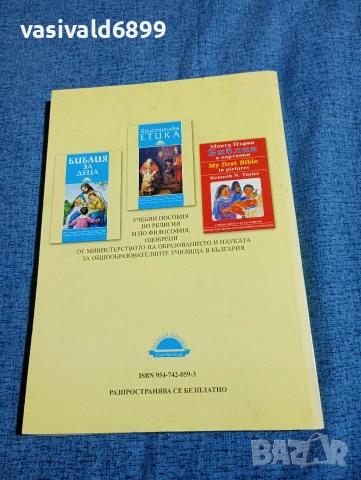 vasivald6899
Християнска
ЕТИКА
БИБЛИЯ
ЗА
ДЕЦА
Моята Първа
Библия
в картинки
My first Bible
in pictures
Kenneth N. Taylor
УЧЕБНИ ПОСОБИЯ
ПО РЕЛИГИЯ
И ПО ФИЛОСОФИЯ,
ОДОБРЕНИ
ОТ МИНИСТЕРСТВОТО НА ОБРАЗОВАНИЕТО И НАУКАТА
ЗА ОБЩООБРАЗОВАТЕЛНИТЕ УЧИЛИЩА В БЪЛГАРИЯ
ISBN 954-742-059-3
РАЗПРОСТРАНЯВА СЕ БЕЗПЛАТНО
BAZAR